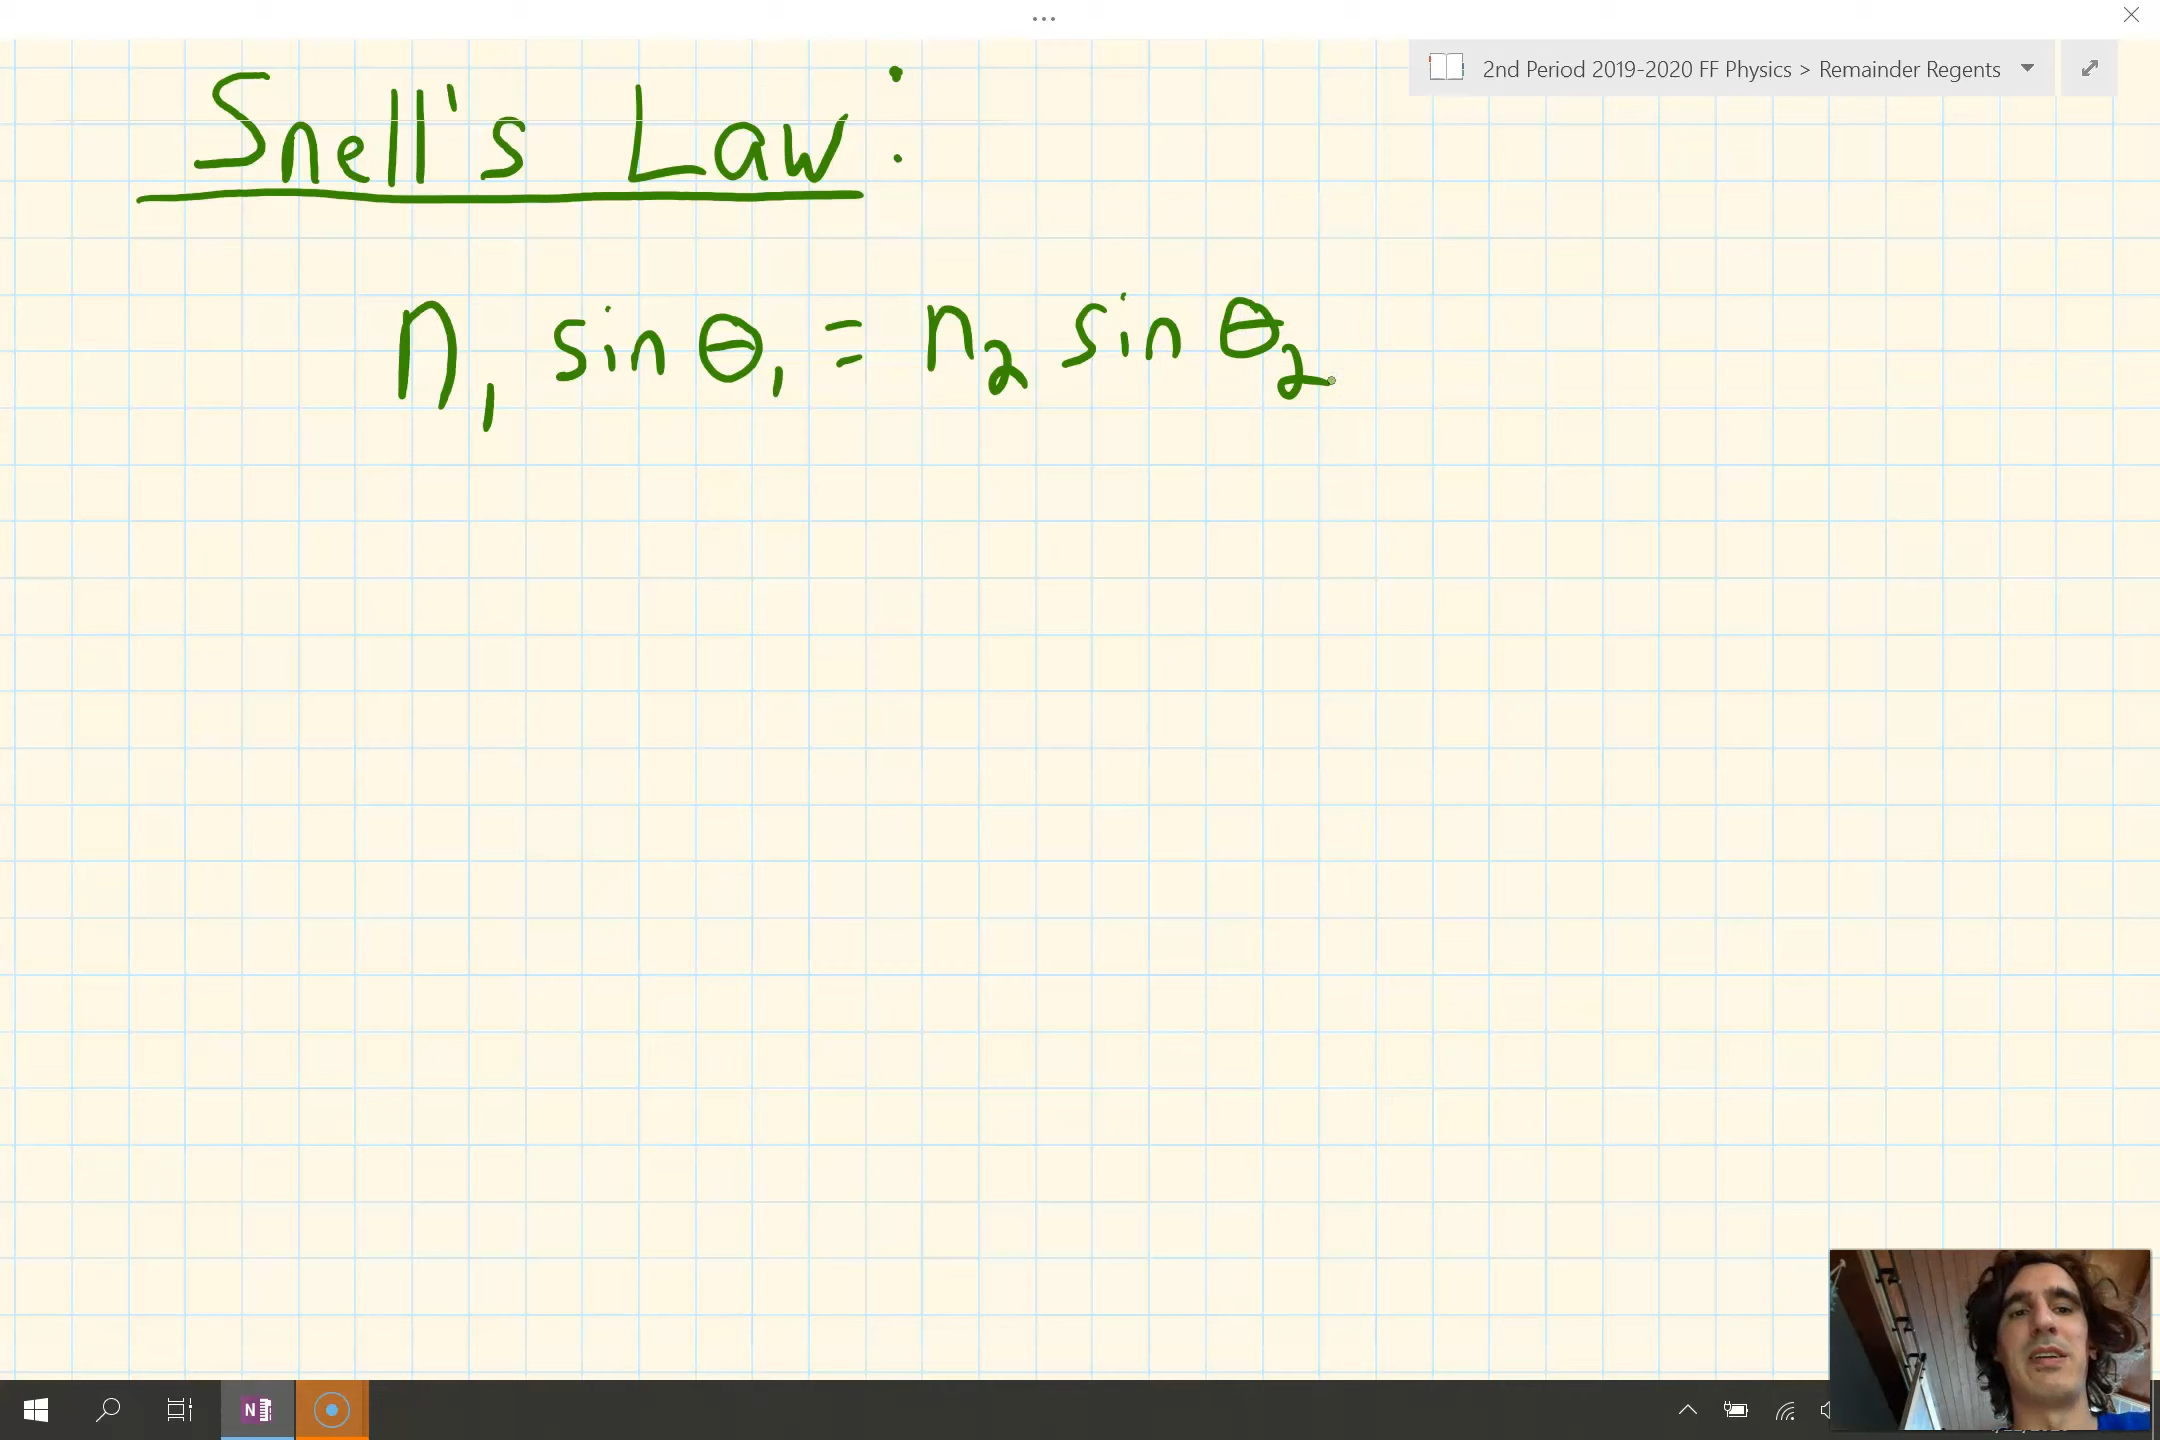 2nd Period 2019-2020 FF Physics > Remainder Regents
Snell's Law:
n₁ sin θ₁ = n₂ sin θ₂
N